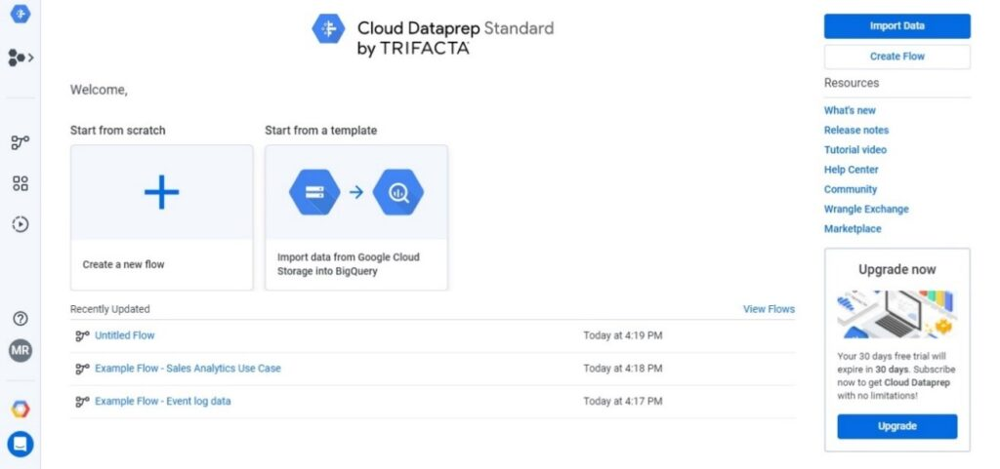 Cloud Dataprep Standard
by TRIFACTA
Import Data
Create Flow
Resources
What's new
Release notes
Tutorial video
Help Center
Community
Wrangle Exchange
Marketplace
Welcome,
Start from scratch
Start from a template
Create a new flow
Import data from Google Cloud
Storage into BigQuery
Recently Updated
View Flows
Untitled Flow
Today at 4:19 PM
Example Flow - Sales Analytics Use Case
Today at 4:18 PM
Example Flow - Event log data
Today at 4:17 PM
Upgrade now
Your 30 days free trial will
expire in 30 days. Subscribe
now to get Cloud Dataprep
with no limitations!
Upgrade
MR